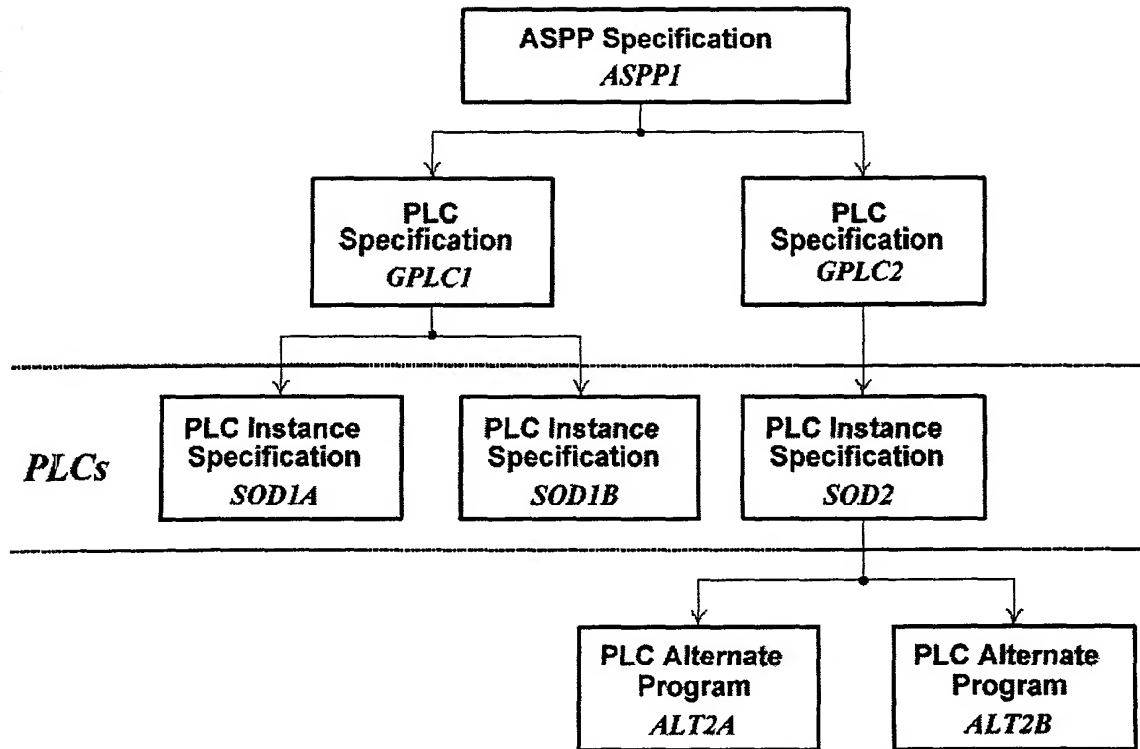 ASPP Specification
ASPP1
PLC
Specification
GPLC1
PLC
Specification
GPLC2
PLCs
PLC Instance
Specification
SOD1A
PLC Instance
Specification
SOD1B
PLC Instance
Specification
SOD2
PLC Alternate
Program
ALT2A
PLC Alternate
Program
ALT2B